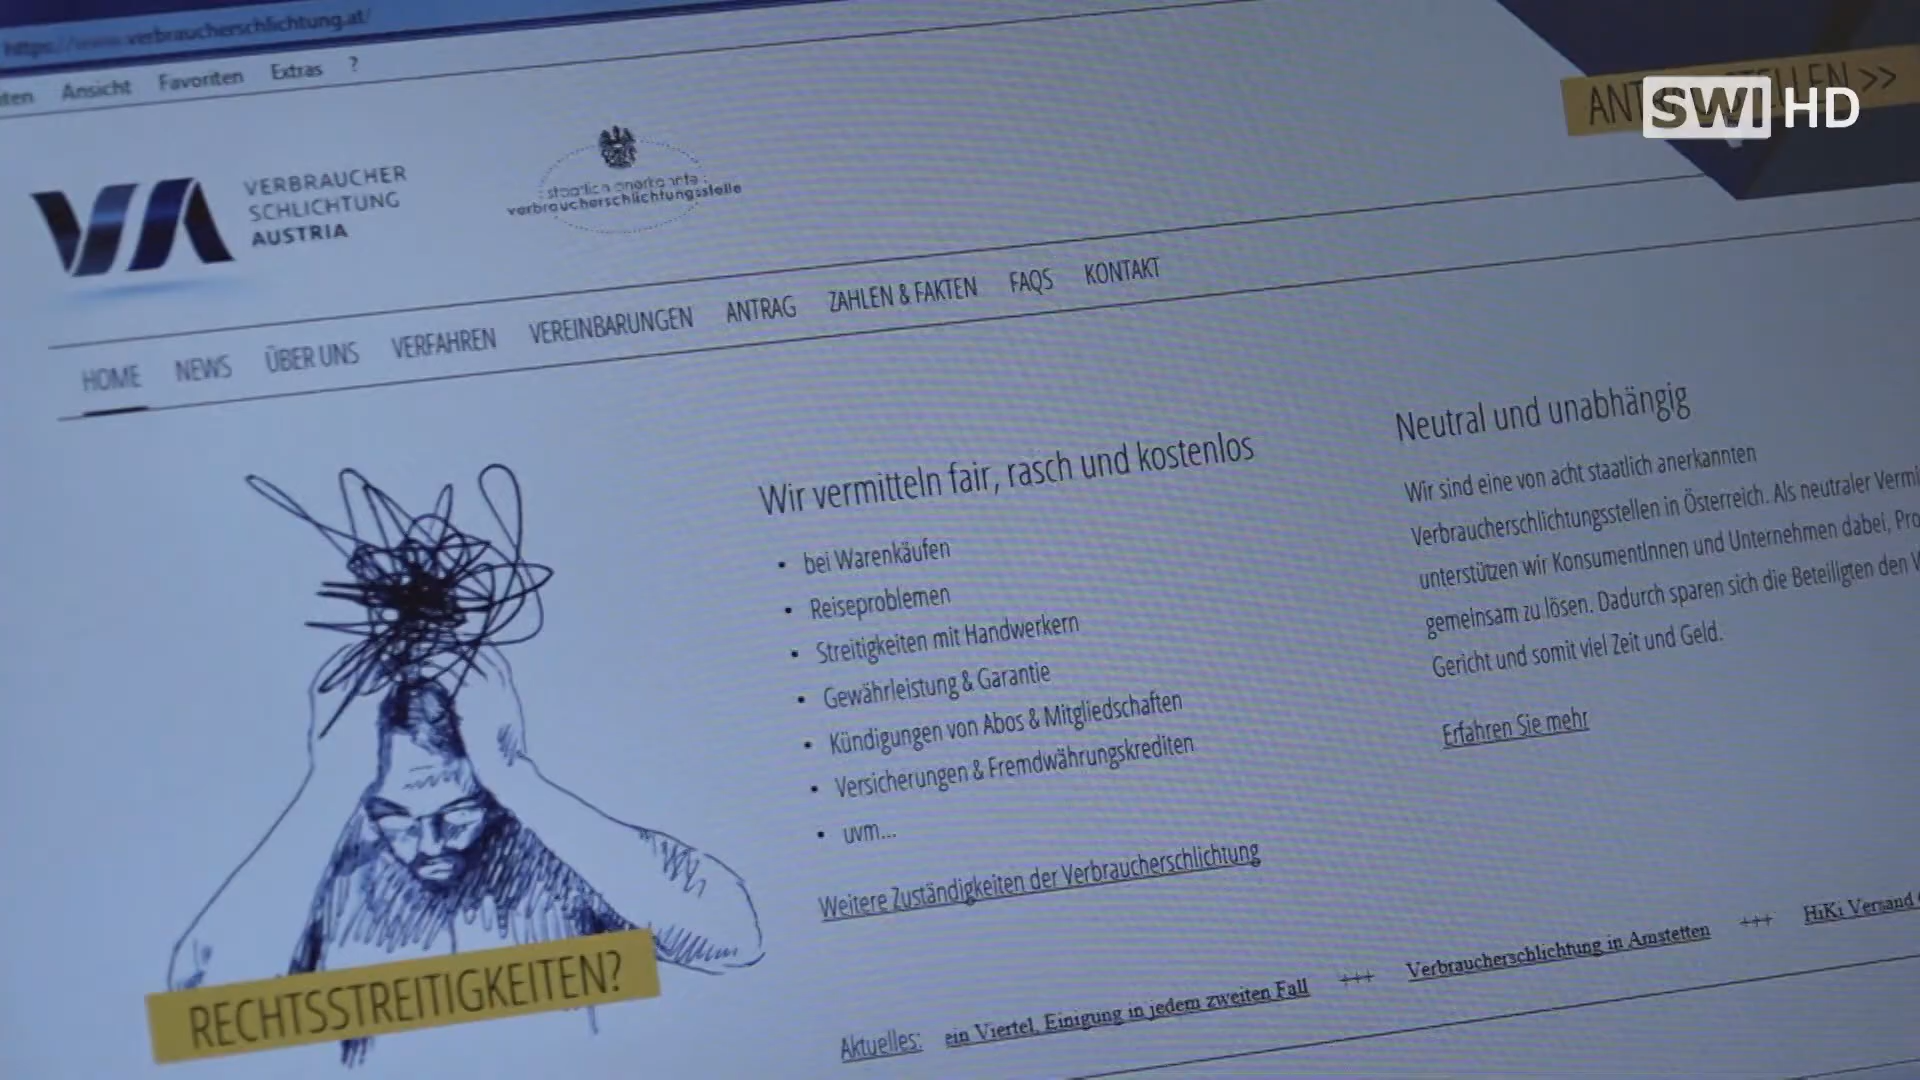 https://www.verbraucherschlichtung.at/
Ansicht Favoriten Extras ?
SWI HD
VERBRAUCHER
SCHLICHTUNG
AUSTRIA
staatlich anerkannte
verbraucherschlichtungsstelle
HOME NEWS ÜBER UNS VERFAHREN VEREINBARUNGEN ANTRAG ZAHLEN & FAKTEN FAQS KONTAKT
RECHTSSTREITIGKEITEN?
Wir vermitteln fair, rasch und kostenlos
• bei Warenkäufen
• Reiseproblemen
• Streitigkeiten mit Handwerkern
• Gewährleistung & Garantie
• Kündigungen von Abos & Mitgliedschaften
• Versicherungen & Fremdwährungskrediten
• uvm...
Weitere Zuständigkeiten der Verbraucherschlichtung
Neutral und unabhängig
Wir sind eine von acht staatlich anerkannten
Verbraucherschlichtungsstellen in Österreich. Als neutraler
unterstützen wir KonsumentInnen und Unternehmen dabei,
gemeinsam zu lösen. Dadurch sparen sich die Beteiligten den
Gericht und somit viel Zeit und Geld.
Erfahren Sie mehr
Aktuelles: ein Viertel, Einigung in jedem zweiten Fall +++ Verbraucherschlichtung in Amstetten +++ HiKi Versand